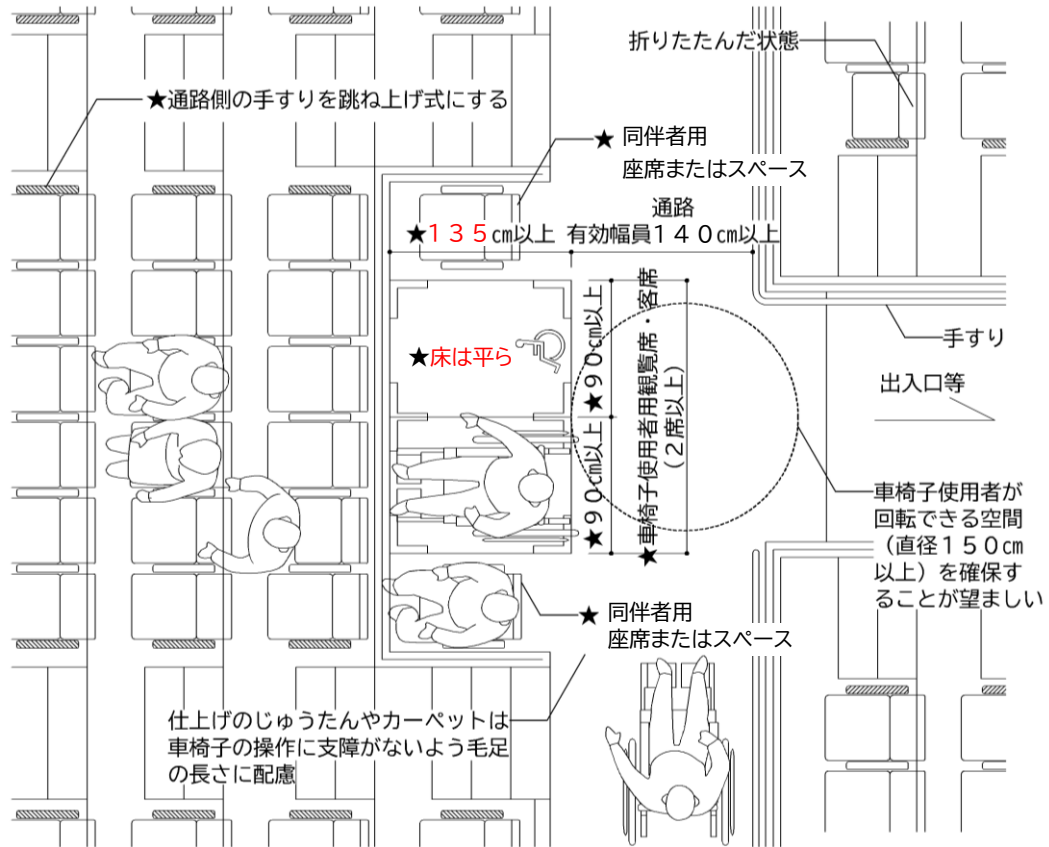 折りたたんだ状態
★通路側の手すりを跳ね上げ式にする
★ 同伴者用
座席またはスペース
通路
★１３５㎝以上 有効幅員１４０㎝以上
★９０㎝以上
★車椅子使用者用観覧席・客席
（２席以上）
手すり
★床は平ら
出入口等
★９０㎝以上
車椅子使用者が
回転できる空間
（直径１５０㎝
以上）を確保す
ることが望ましい
★ 同伴者用
座席またはスペース
仕上げのじゅうたんやカーペットは
車椅子の操作に支障がないよう毛足
の長さに配慮